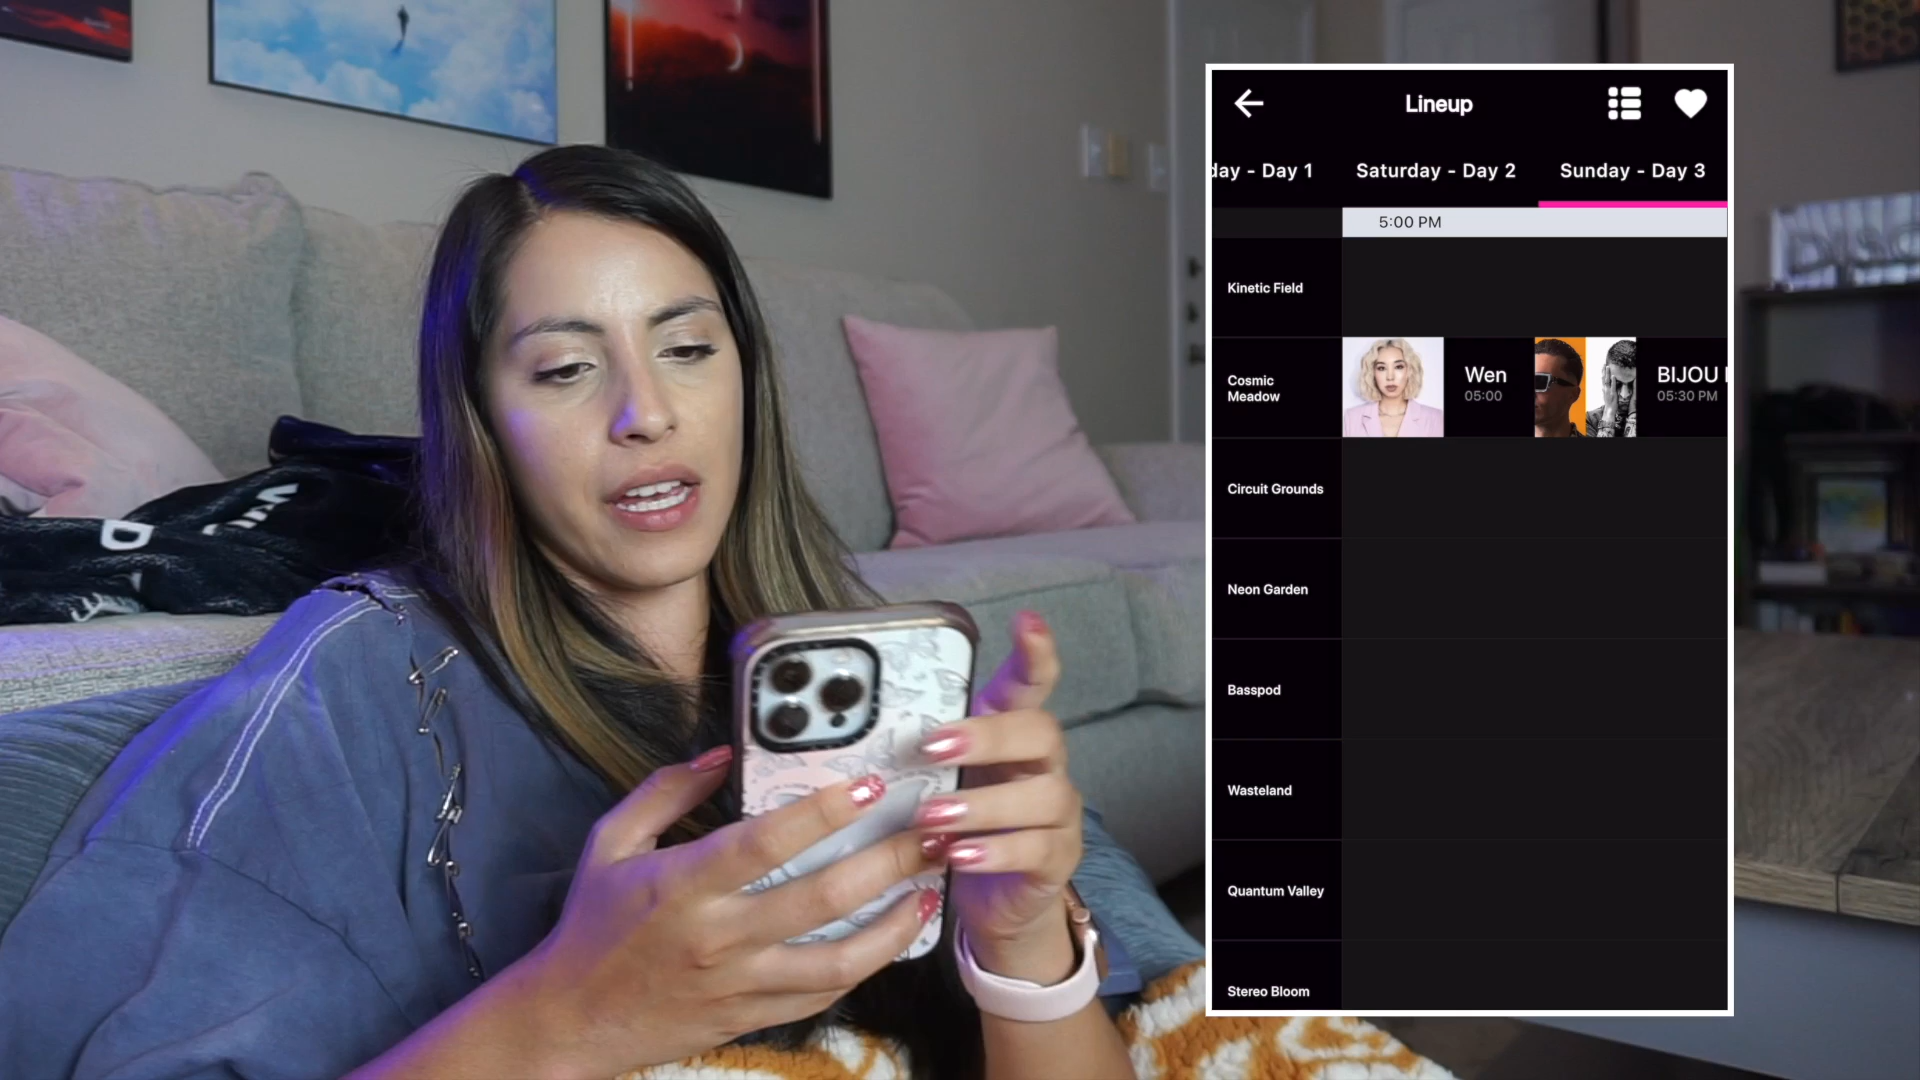 Lineup
day - Day 1
Saturday - Day 2
Sunday - Day 3
5:00 PM
Kinetic Field
Cosmic
Meadow
Wen
05:00
BIJOU
05:30 PM
Circuit Grounds
Neon Garden
Basspod
Wasteland
Quantum Valley
Stereo Bloom